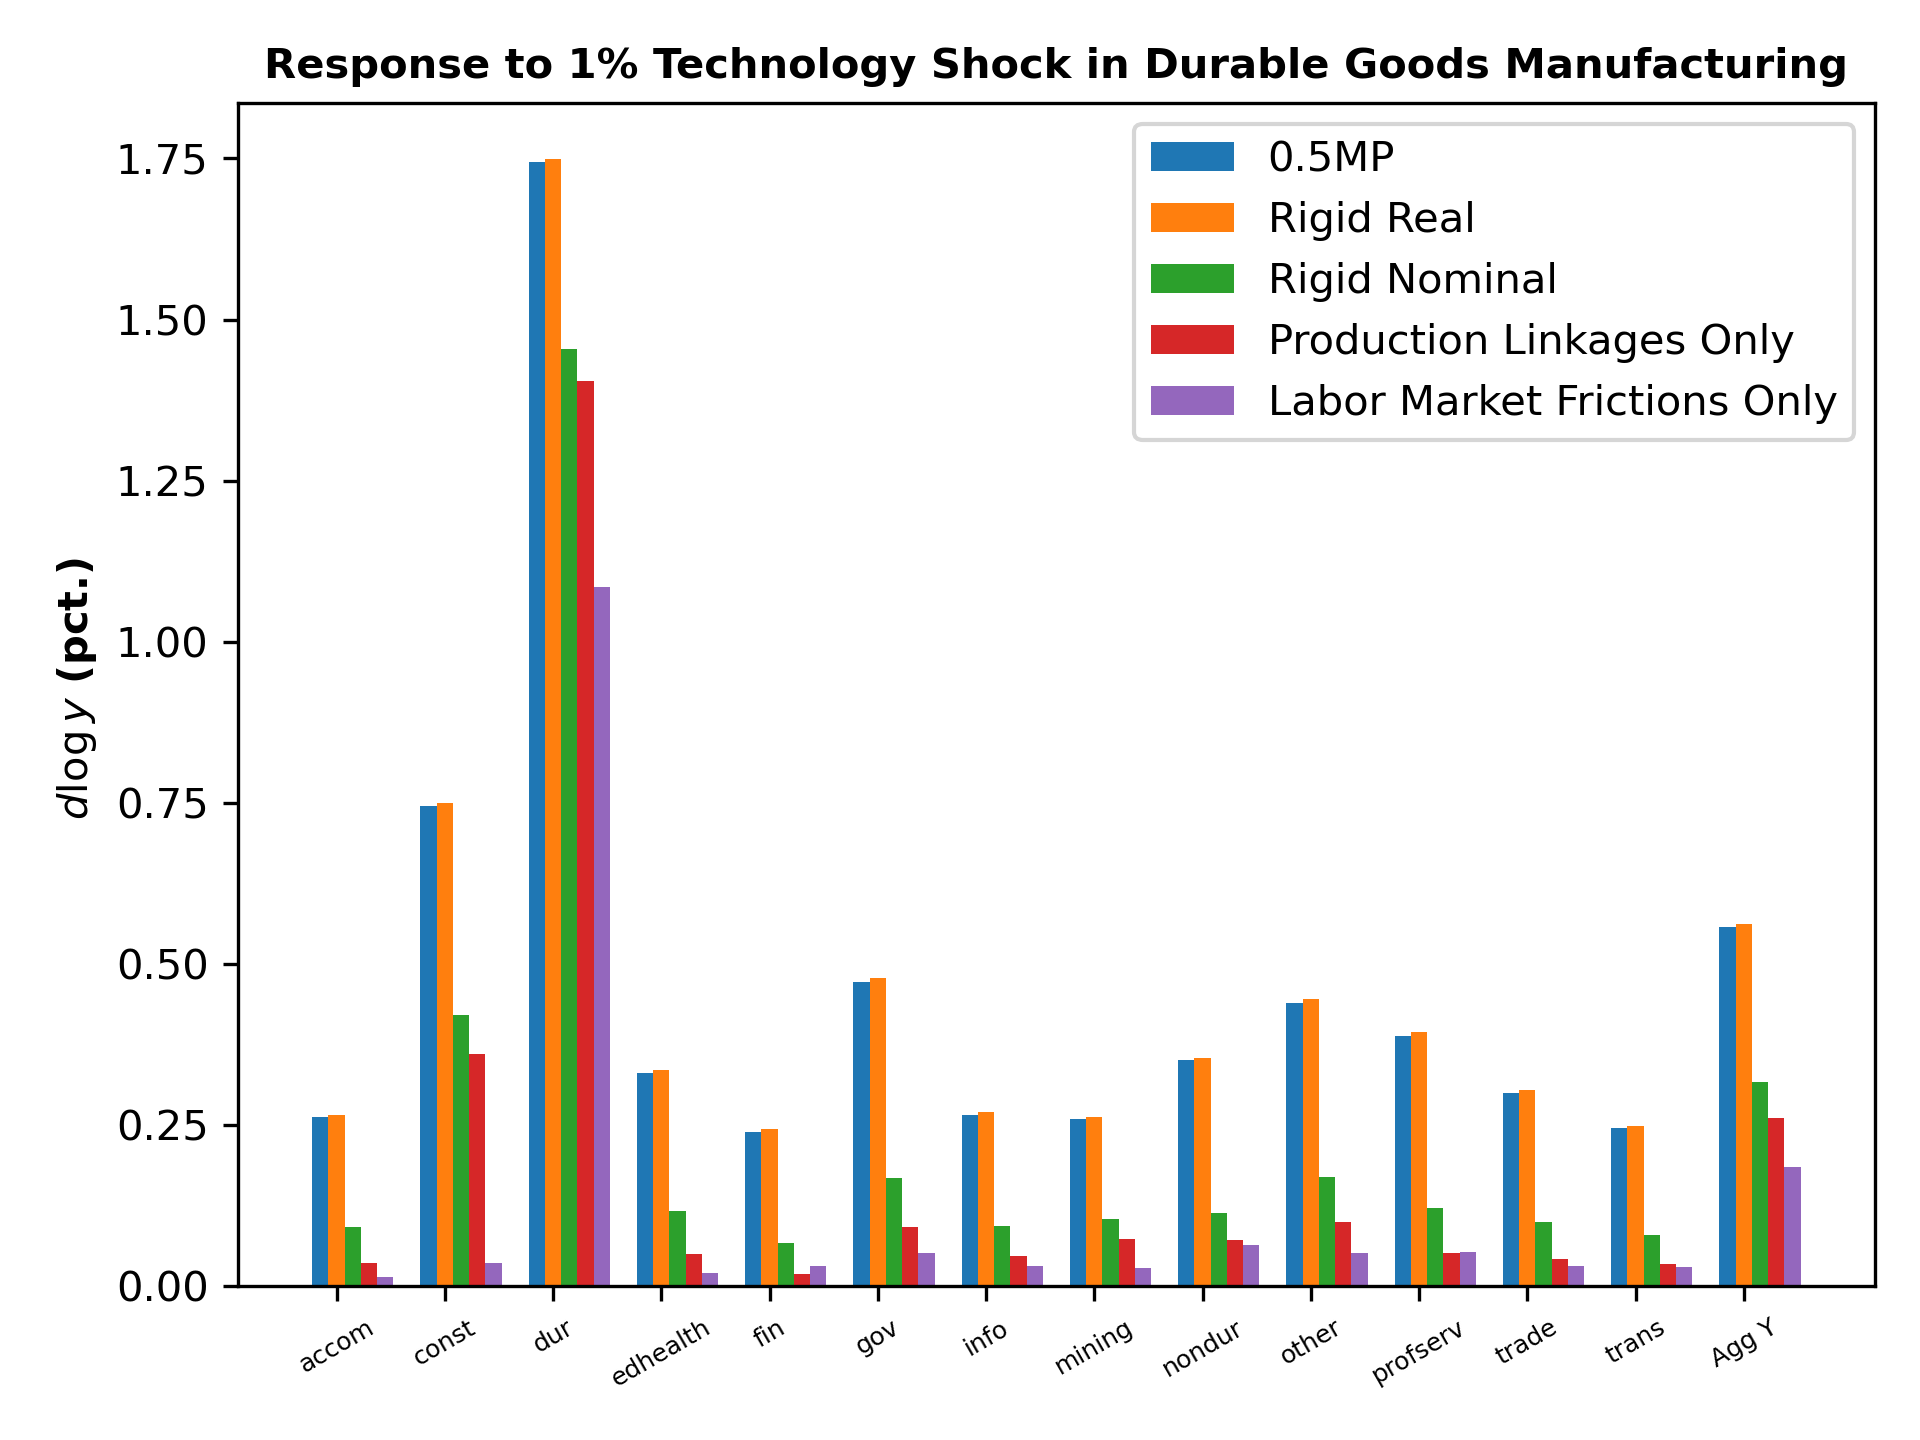 Response to 1% Technology Shock in Durable Goods Manufacturing
0.5MP
Rigid Real
Rigid Nominal
Production Linkages Only
Labor Market Frictions Only
dlog y (pct.)
1.75
1.50
1.25
1.00
0.75
0.50
0.25
0.00
accom
const
dur
edhealth
fin
gov
info
mining
nondur
other
profserv
trade
trans
Agg Y